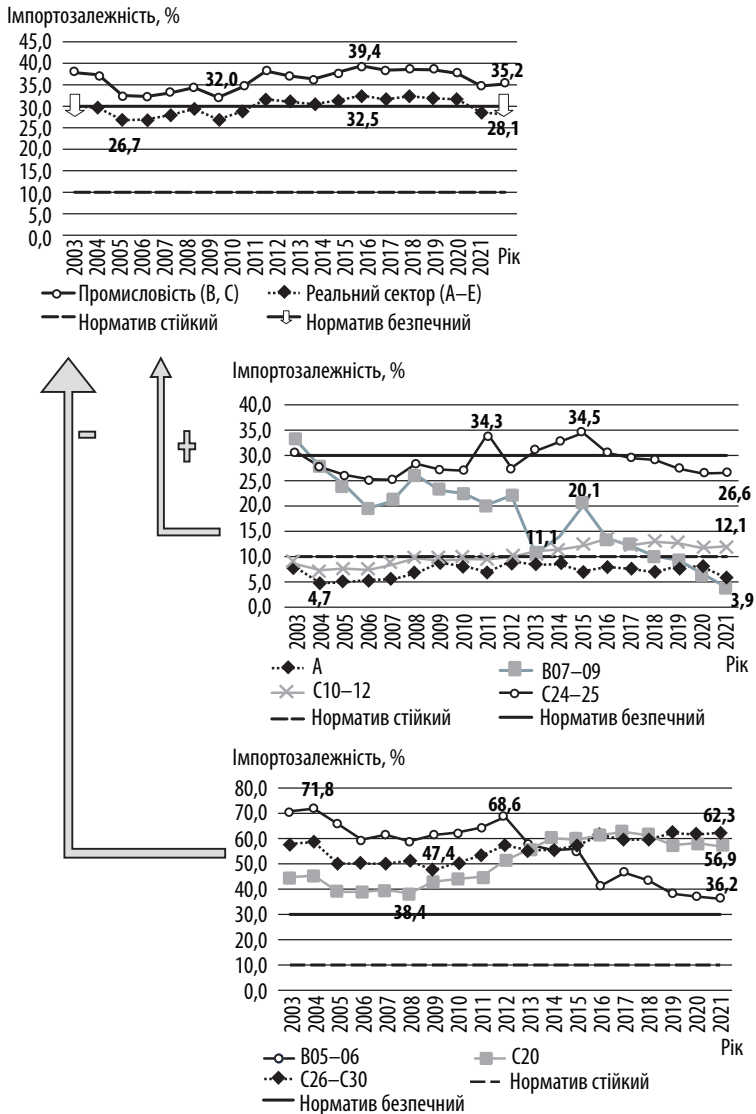 Імпортозалежність, %
45,0
40,0
35,0
30,0
25,0
20,0
15,0
10,0
5,0
0,0
39,4
32,0
35,2
32,5
28,1
26,7
2003 2004 2005 2006 2007 2008 2009 2010 2011 2012 2013 2014 2015 2016 2017 2018 2019 2020 2021
Рік
Промисловість (B, C) Реальний сектор (A–E)
Норматив стійкий Норматив безпечний
Імпортозалежність, %
40,0
35,0
30,0
25,0
20,0
15,0
10,0
5,0
0,0
34,3
34,5
20,1
26,6
11,1
12,1
4,7
3,9
2003 2004 2005 2006 2007 2008 2009 2010 2011 2012 2013 2014 2015 2016 2017 2018 2019 2020 2021
Рік
A B07–09
C10–12 C24–25
Норматив стійкий Норматив безпечний
Імпортозалежність, %
80,0
70,0
60,0
50,0
40,0
30,0
20,0
10,0
0,0
71,8
68,6
62,3
47,4
56,9
36,2
38,4
2003 2004 2005 2006 2007 2008 2009 2010 2011 2012 2013 2014 2015 2016 2017 2018 2019 2020 2021
Рік
B05–06 C20
C26–C30 Норматив стійкий
Норматив безпечний